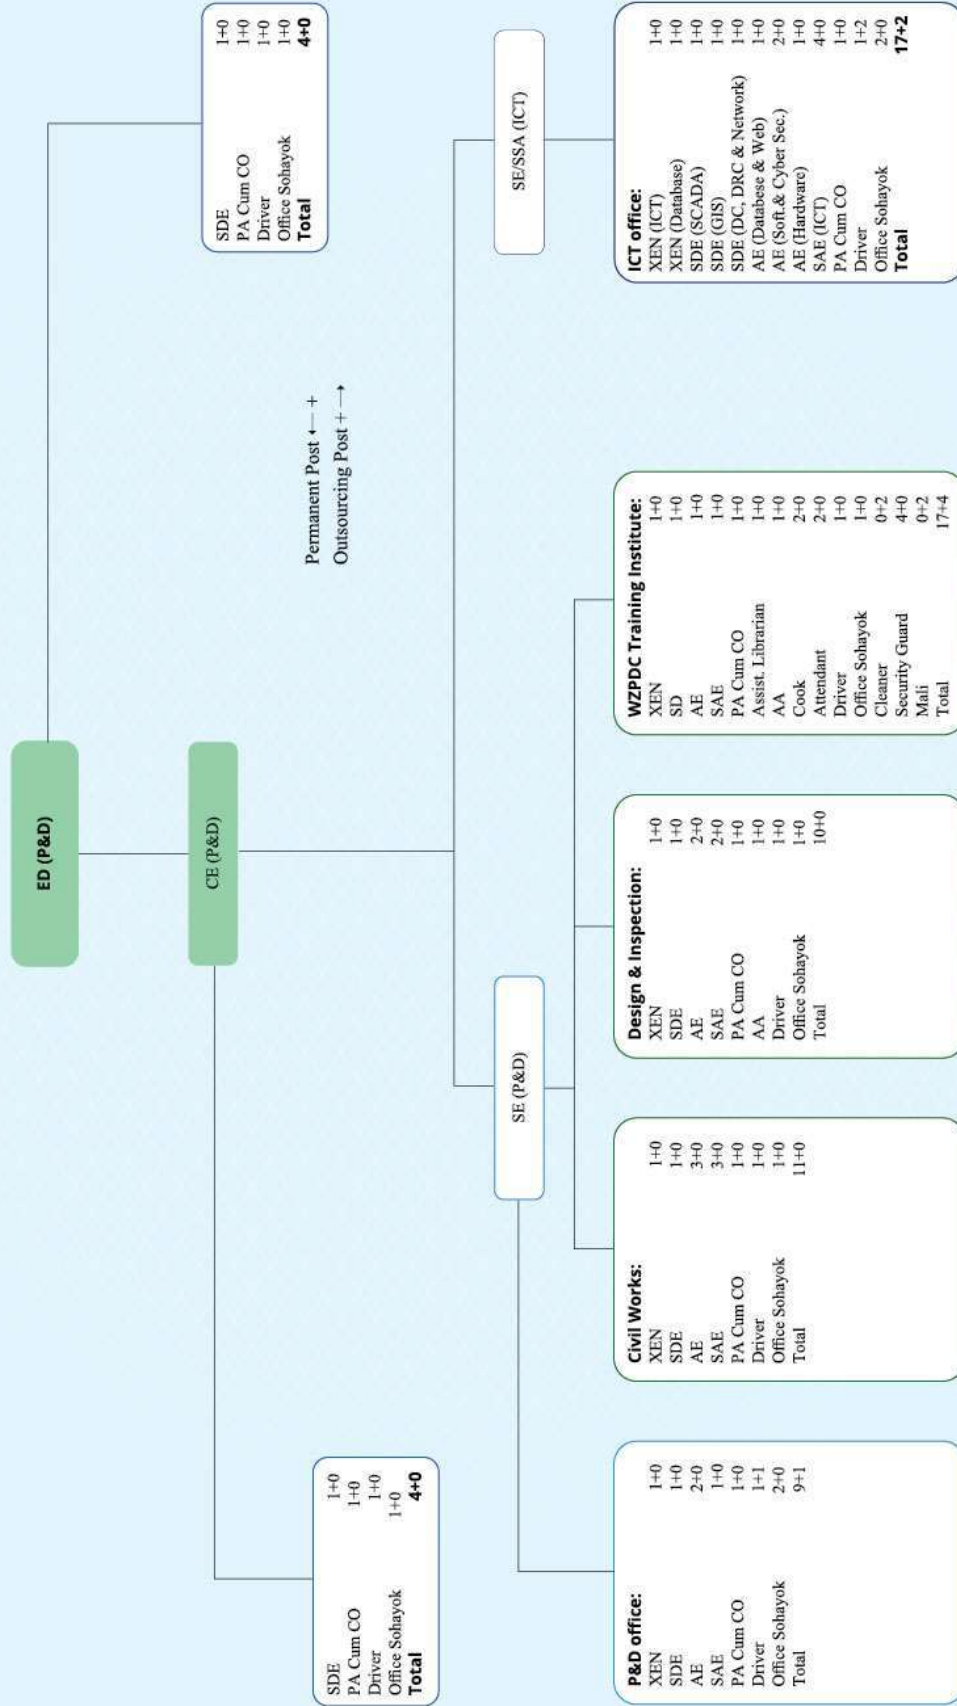 ED (P&D)
SDE 1+0
PA Cum CO 1+0
Driver 1+0
Office Sohayok 1+0
Total 4+0
CE (P&D)
SDE 1+0
PA Cum CO 1+0
Driver 1+0
Office Sohayok 1+0
Total 4+0
Permanent Post ← +
Outsourcing Post + →
SE (P&D)
SE/SSA (ICT)
P&D office:
XEN 1+0
SDE 1+0
AE 2+0
SAE 1+0
PA Cum CO 1+0
Driver 1+1
Office Sohayok 2+0
Total 9+1
Civil Works:
XEN 1+0
SDE 1+0
AE 3+0
SAE 3+0
PA Cum CO 1+0
Driver 1+0
Office Sohayok 1+0
Total 11+0
Design & Inspection:
XEN 1+0
SDE 1+0
AE 2+0
SAE 2+0
PA Cum CO 1+0
AA 1+0
Driver 1+0
Office Sohayok 1+0
Total 10+0
WZPDC Training Institute:
XEN 1+0
SD 1+0
AE 1+0
SAE 1+0
PA Cum CO 1+0
Assist. Librarian 1+0
AA 1+0
Cook 2+0
Attendant 2+0
Driver 1+0
Office Sohayok 1+0
Cleaner 0+2
Security Guard 4+0
Mali 0+2
Total 17+4
ICT office:
XEN (ICT) 1+0
XEN (Database) 1+0
SDE (SCADA) 1+0
SDE (GIS) 1+0
SDE (DC, DRC & Network) 1+0
AE (Databese & Web) 1+0
AE (Soft.& Cyber Sec.) 2+0
AE (Hardware) 1+0
SAE (ICT) 4+0
PA Cum CO 1+0
Driver 1+2
Office Sohayok 2+0
Total 17+2